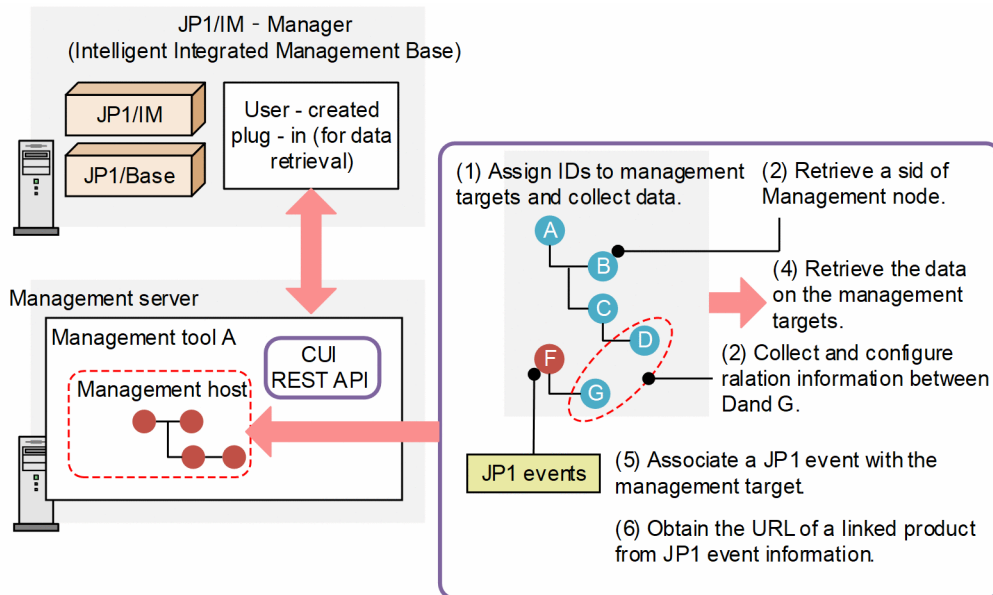 JP1/IM - Manager
(Intelligent Integrated Management Base)
JP1/IM
JP1/Base
User - created
plug - in (for data
retrieval)
Management server
Management tool A
CUI
REST API
Management host
(1) Assign IDs to management
targets and collect data.
(2) Retrieve a sid of
Management node.
A
B
C
D
F
G
(4) Retrieve the data
on the management
targets.
(2) Collect and configure
ralation information between
Dand G.
JP1 events
(5) Associate a JP1 event with the
management target.
(6) Obtain the URL of a linked product
from JP1 event information.